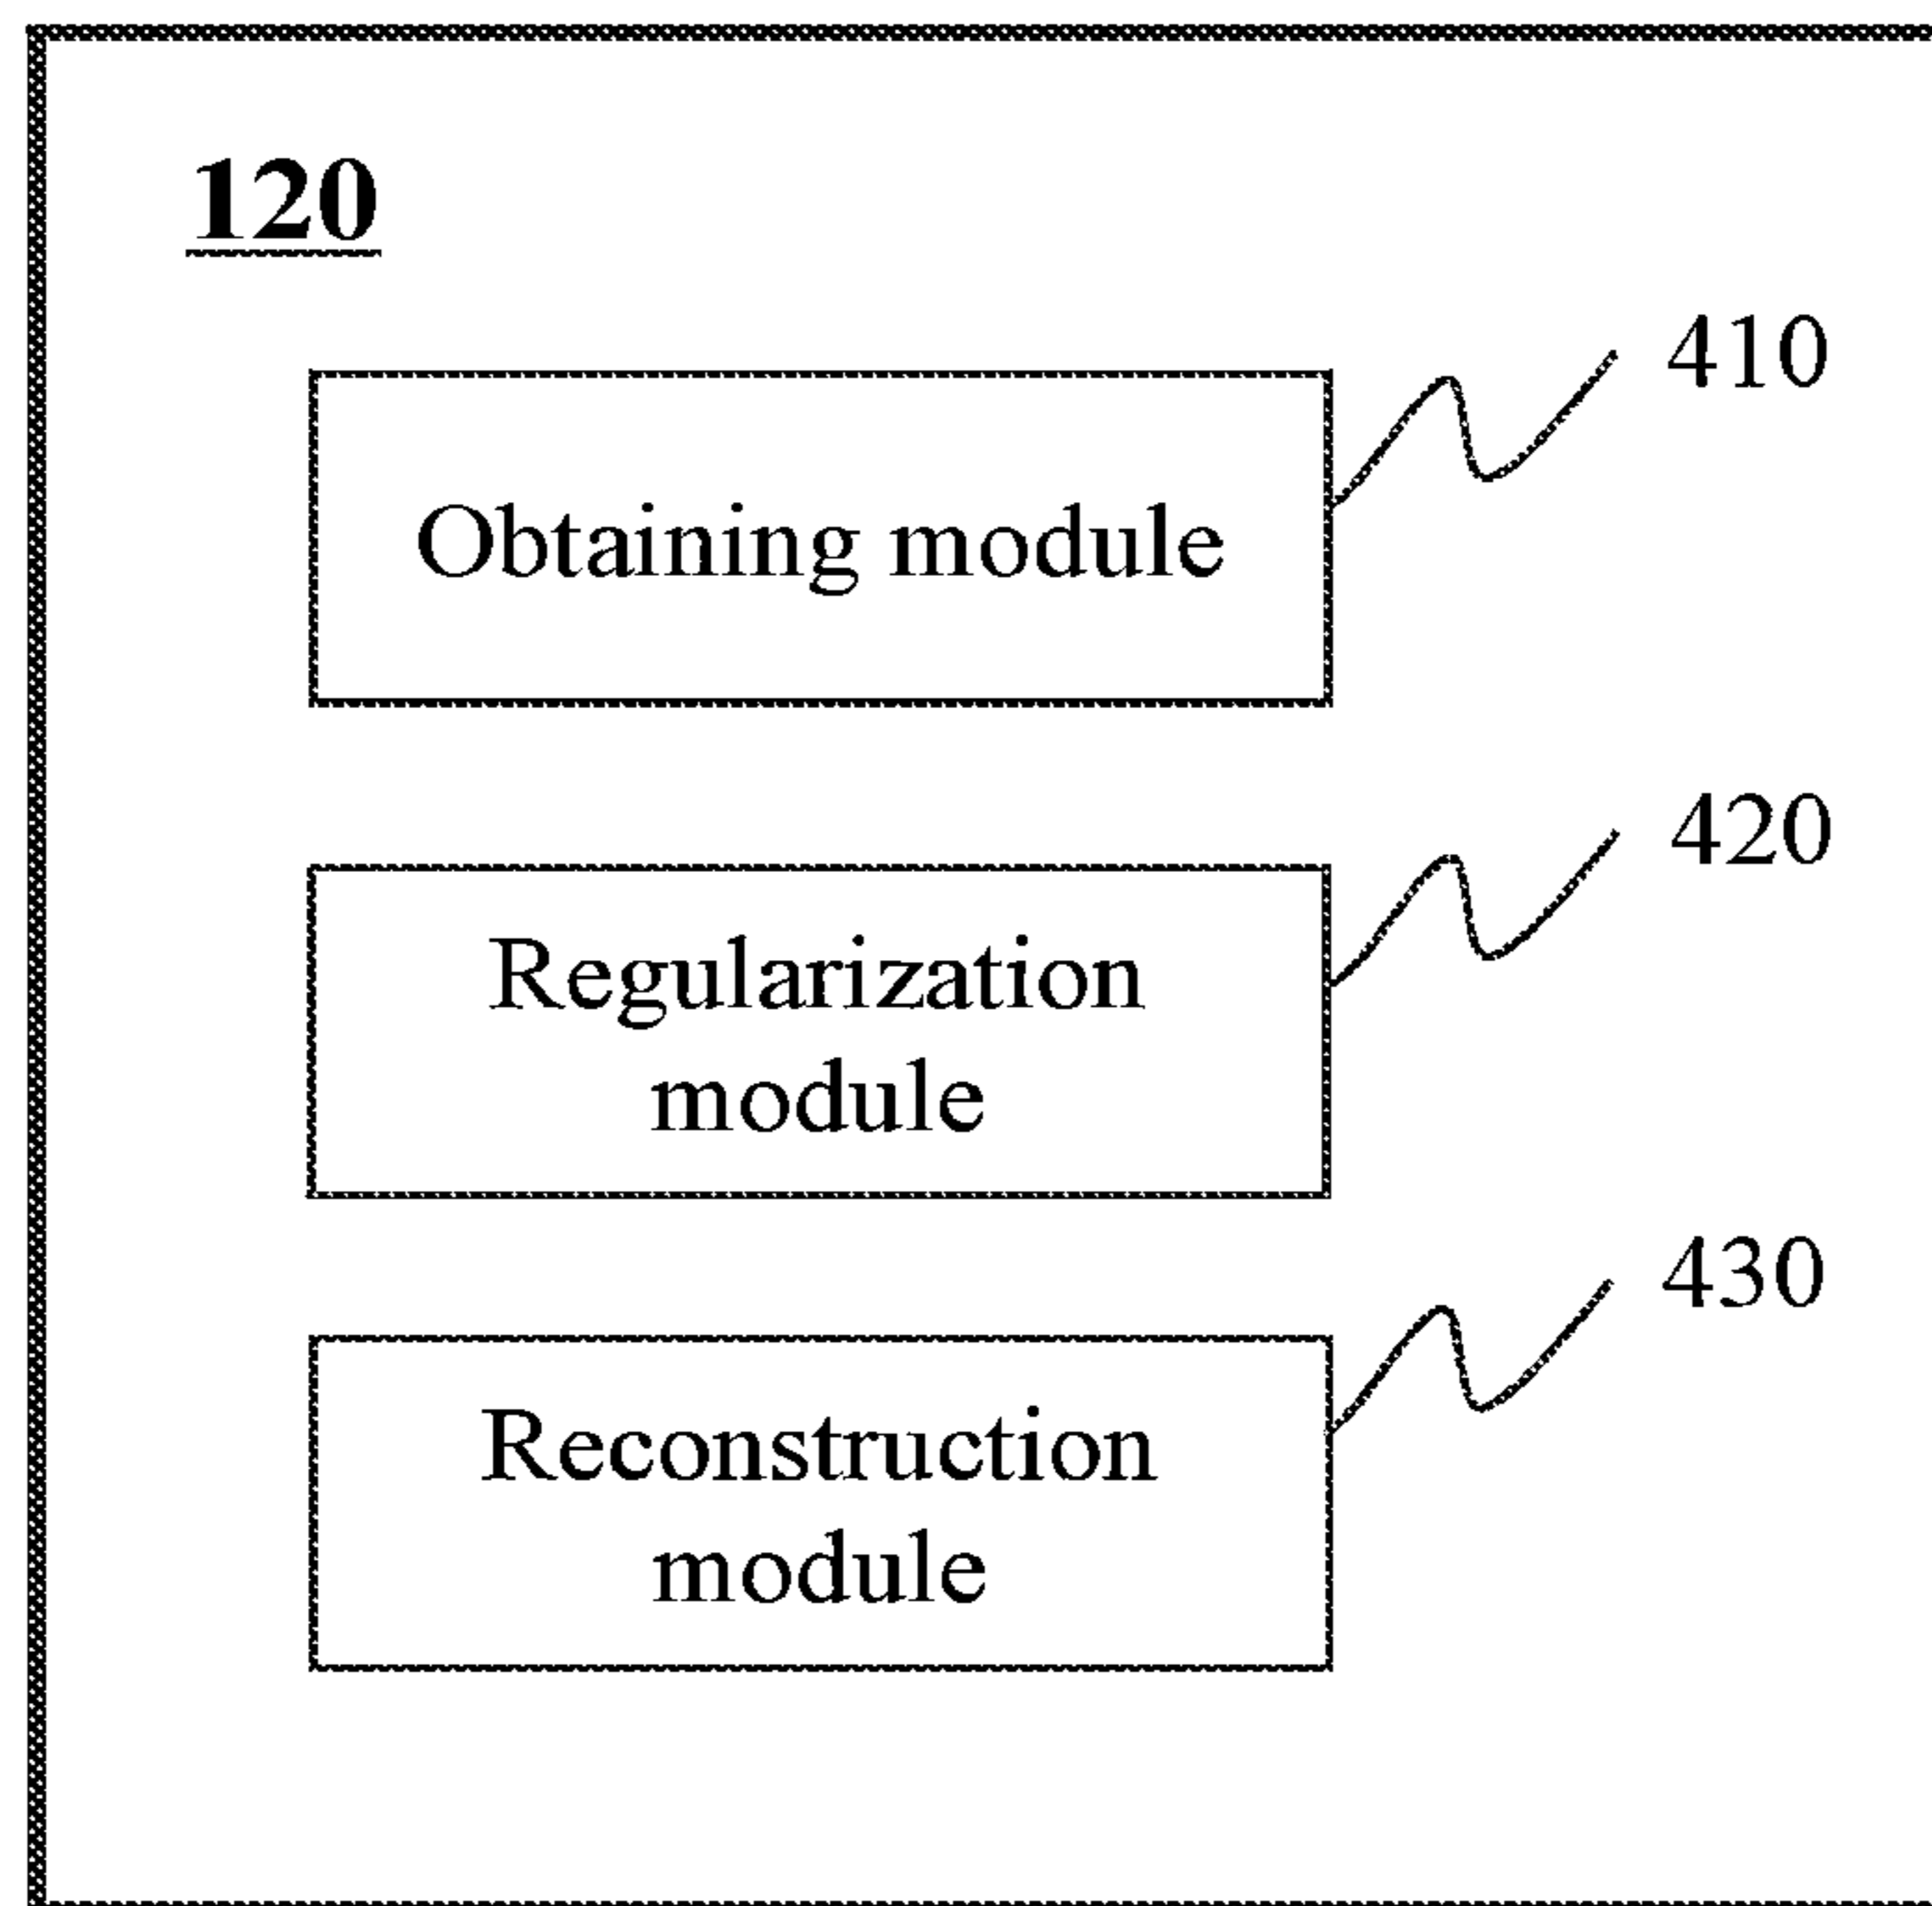 120
410
Obtaining module
420
Regularization
module
430
Reconstruction
module